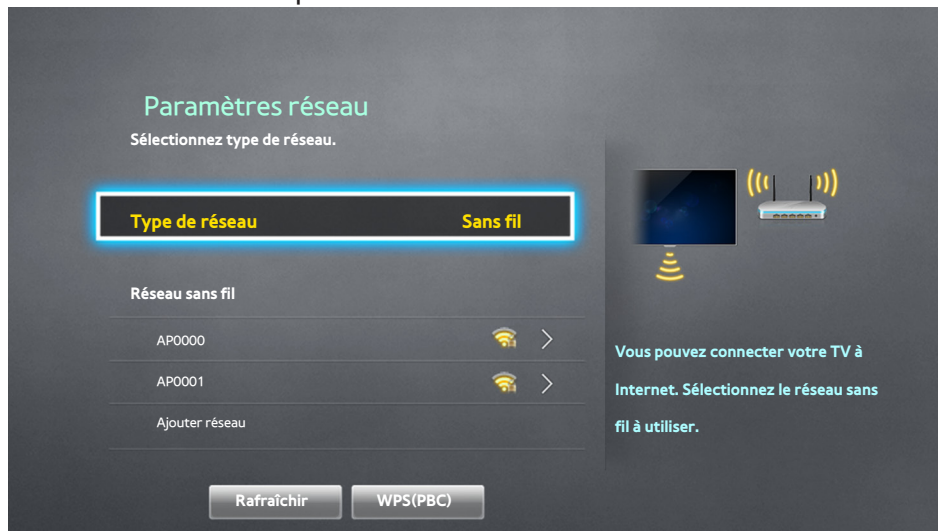 Paramètres réseau
Sélectionnez type de réseau.
Type de réseau Sans fil
Réseau sans fil
AP0000
AP0001
Ajouter réseau
Rafraîchir WPS(PBC)
Vous pouvez connecter votre TV à
Internet. Sélectionnez le réseau sans
fil à utiliser.